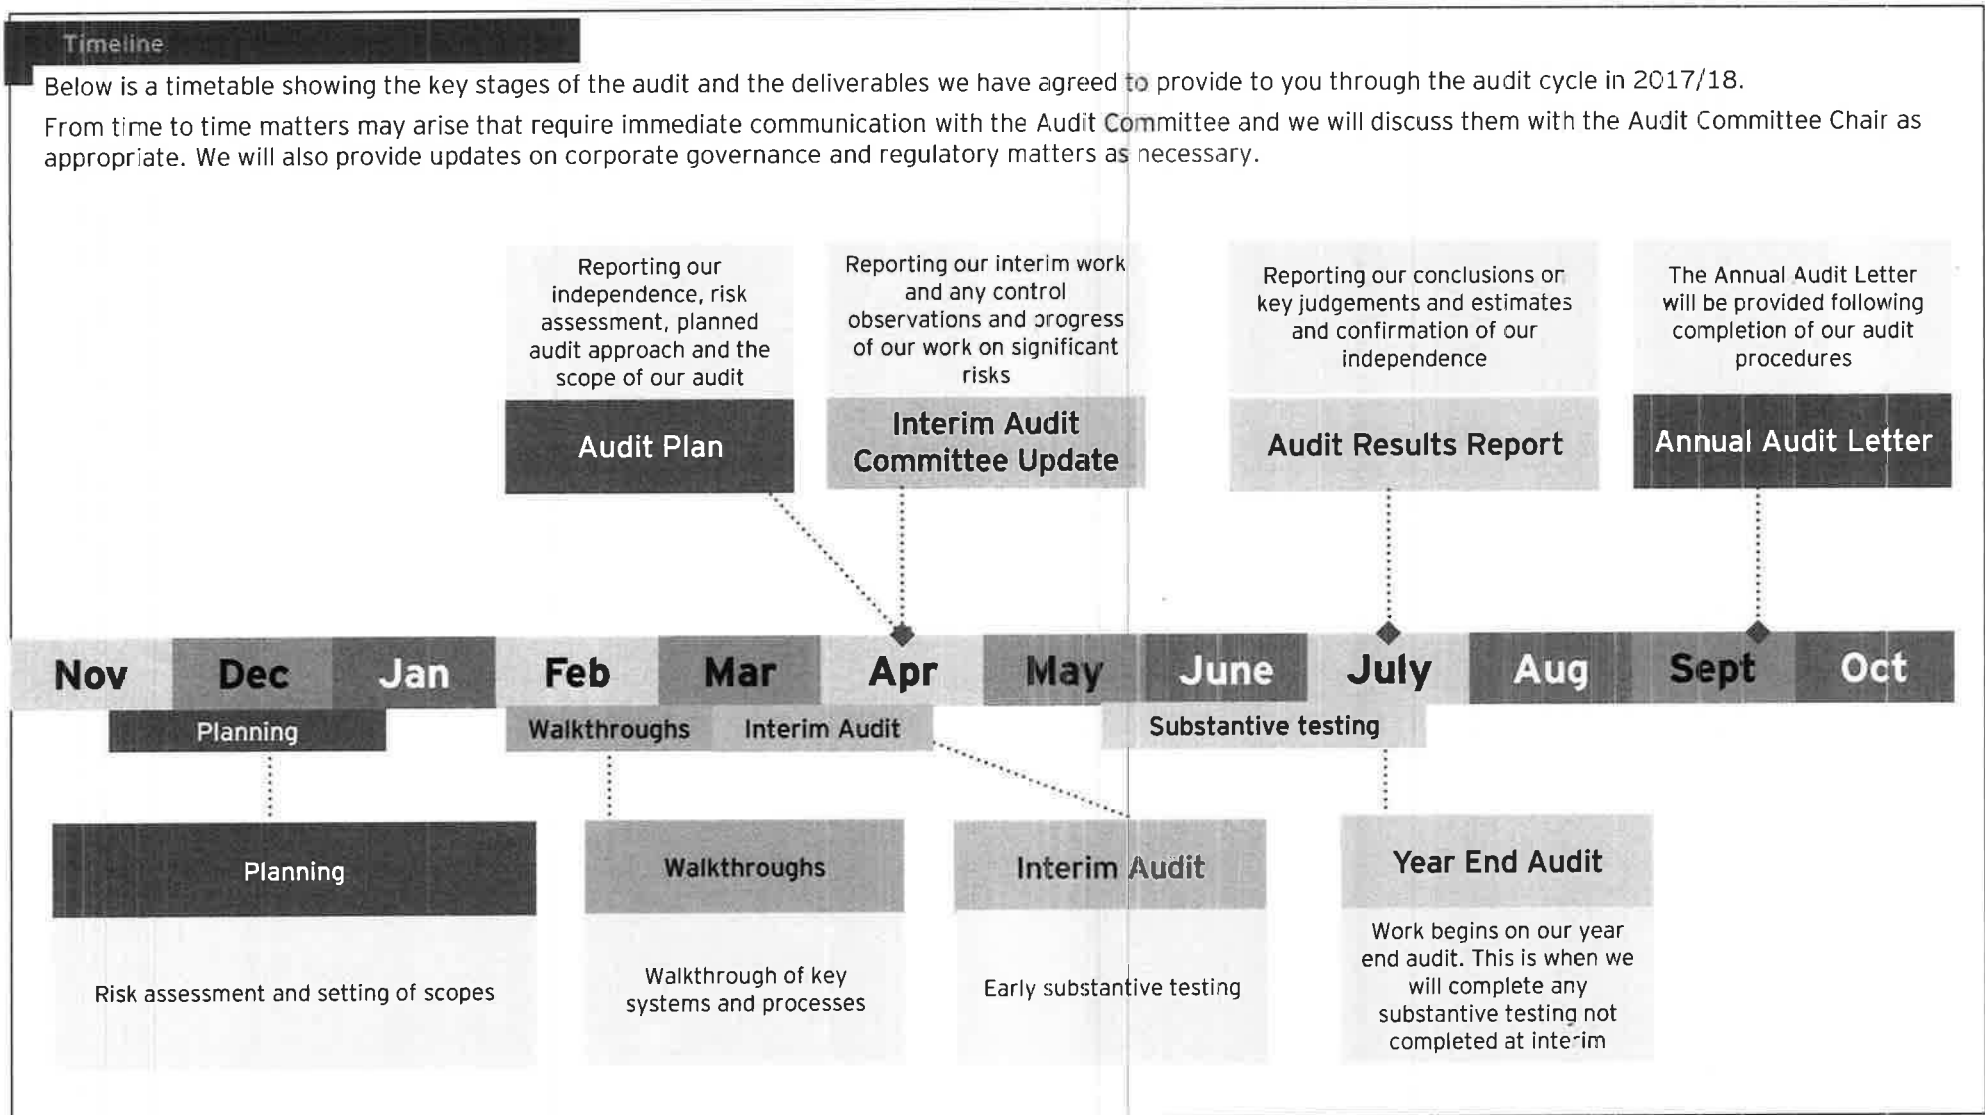 Timeline
Below is a timetable showing the key stages of the audit and the deliverables we have agreed to provide to you through the audit cycle in 2017/18.
From time to time matters may arise that require immediate communication with the Audit Committee and we will discuss them with the Audit Committee Chair as
appropriate. We will also provide updates on corporate governance and regulatory matters as necessary.
Reporting our
independence, risk
assessment, planned
audit approach and the
scope of our audit
Audit Plan
Reporting our interim work
and any control
observations and progress
of our work on significant
risks
Interim Audit
Committee Update
Reporting our conclusions on
key judgements and estimates
and confirmation of our
independence
Audit Results Report
The Annual Audit Letter
will be provided following
completion of our audit
procedures
Annual Audit Letter
Nov Dec Jan Feb Mar Apr May June July Aug Sept Oct
Planning Walkthroughs Interim Audit Substantive testing
Planning
Risk assessment and setting of scopes
Walkthroughs
Walkthrough of key
systems and processes
Interim Audit
Early substantive testing
Year End Audit
Work begins on our year
end audit. This is when we
will complete any
substantive testing not
completed at interim